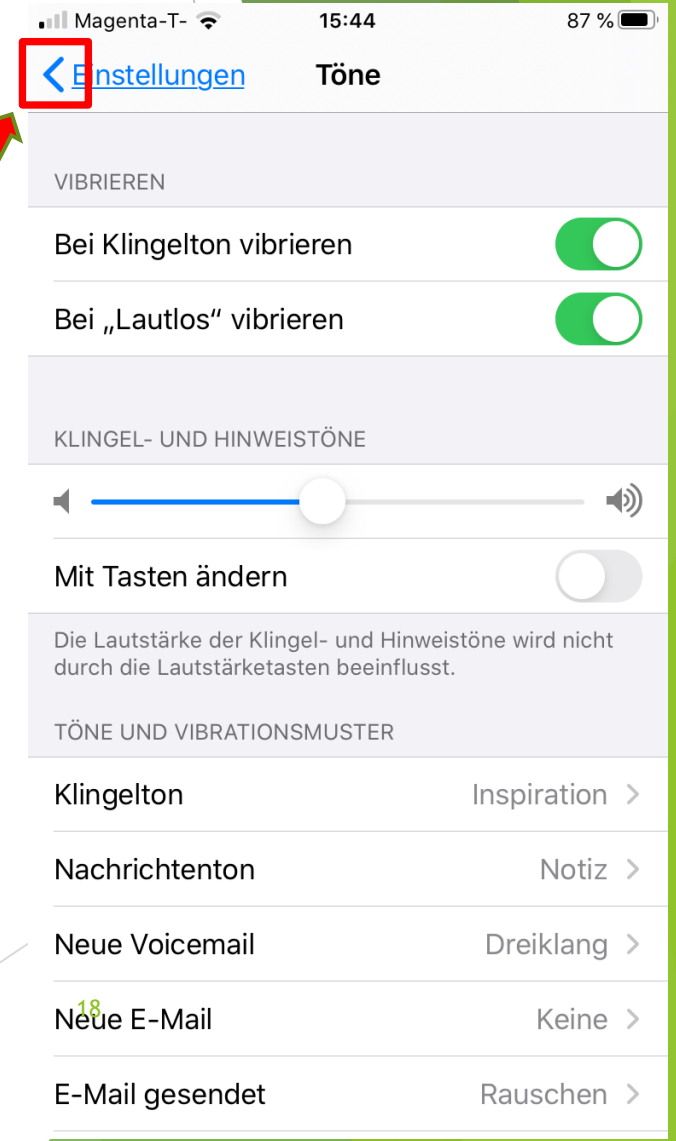 Magenta-T- 15:44 87 %
Einstellungen Töne
VIBRIEREN
Bei Klingelton vibrieren
Bei „Lautlos“ vibrieren
KLINGEL- UND HINWEISTÖNE
Mit Tasten ändern
Die Lautstärke der Klingel- und Hinweistöne wird nicht
durch die Lautstärketasten beeinflusst.
TÖNE UND VIBRATIONSMUSTER
Klingelton Inspiration
Nachrichtenton Notiz
Neue Voicemail Dreiklang
18
Neue E-Mail Keine
E-Mail gesendet Rauschen